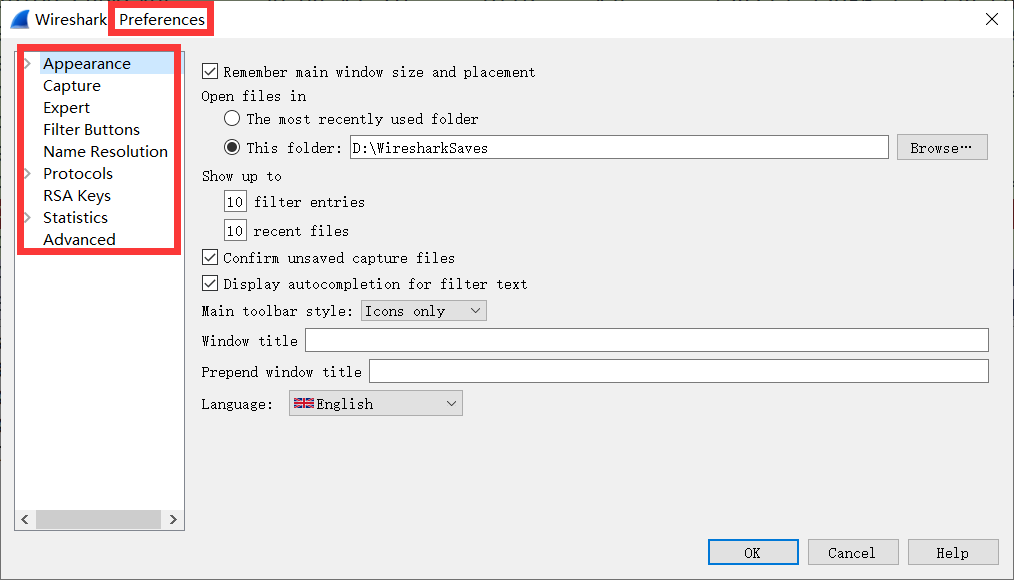 Wireshark Preferences
Appearance
Capture
Expert
Filter Buttons
Name Resolution
Protocols
RSA Keys
Statistics
Advanced
Remember main window size and placement
Open files in
The most recently used folder
This folder: D:\WiresharkSaves Browse…
Show up to
10 filter entries
10 recent files
Confirm unsaved capture files
Display autocompletion for filter text
Main toolbar style: Icons only
Window title
Prepend window title
Language: English
OK Cancel Help